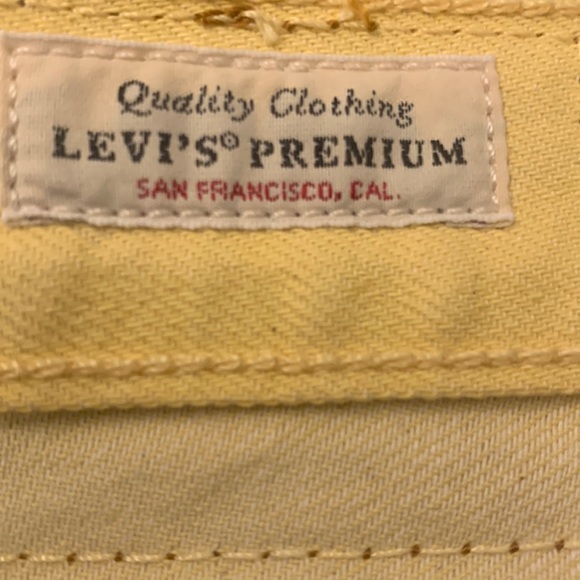 Quality Clothing
LEVI'S® PREMIUM
SAN FRANCISCO, CAL.